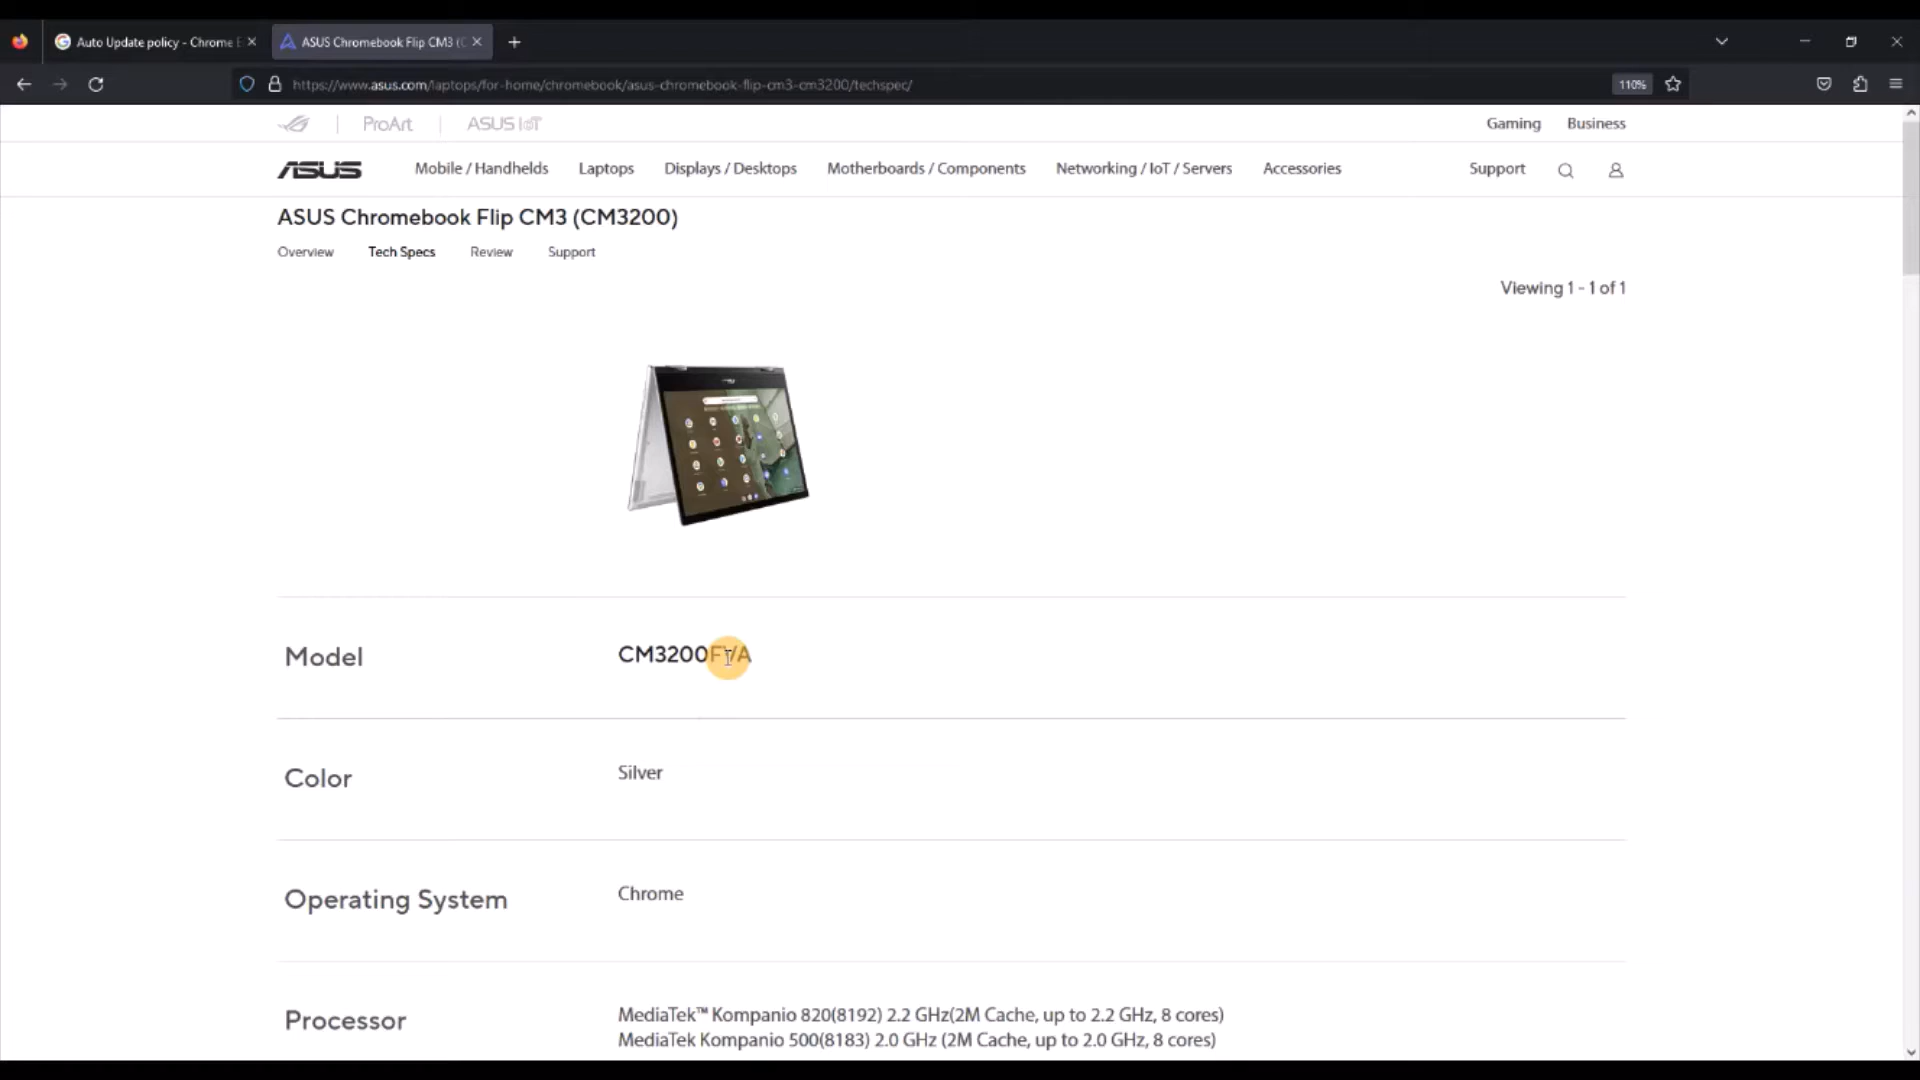 Auto Update policy - Chrome E
ASUS Chromebook Flip CM3 (C
https://www.asus.com/laptops/for-home/chromebook/asus-chromebook-flip-cm3-cm3200/techspec/
110%
ProArt
ASUS IoT
Gaming
Business
ASUS
Mobile / Handhelds
Laptops
Displays / Desktops
Motherboards / Components
Networking / IoT / Servers
Accessories
Support
ASUS Chromebook Flip CM3 (CM3200)
Overview
Tech Specs
Review
Support
Viewing 1 - 1 of 1
Model
CM3200FVA
Color
Silver
Operating System
Chrome
Processor
MediaTek™ Kompanio 820(8192) 2.2 GHz(2M Cache, up to 2.2 GHz, 8 cores)
MediaTek Kompanio 500(8183) 2.0 GHz (2M Cache, up to 2.0 GHz, 8 cores)